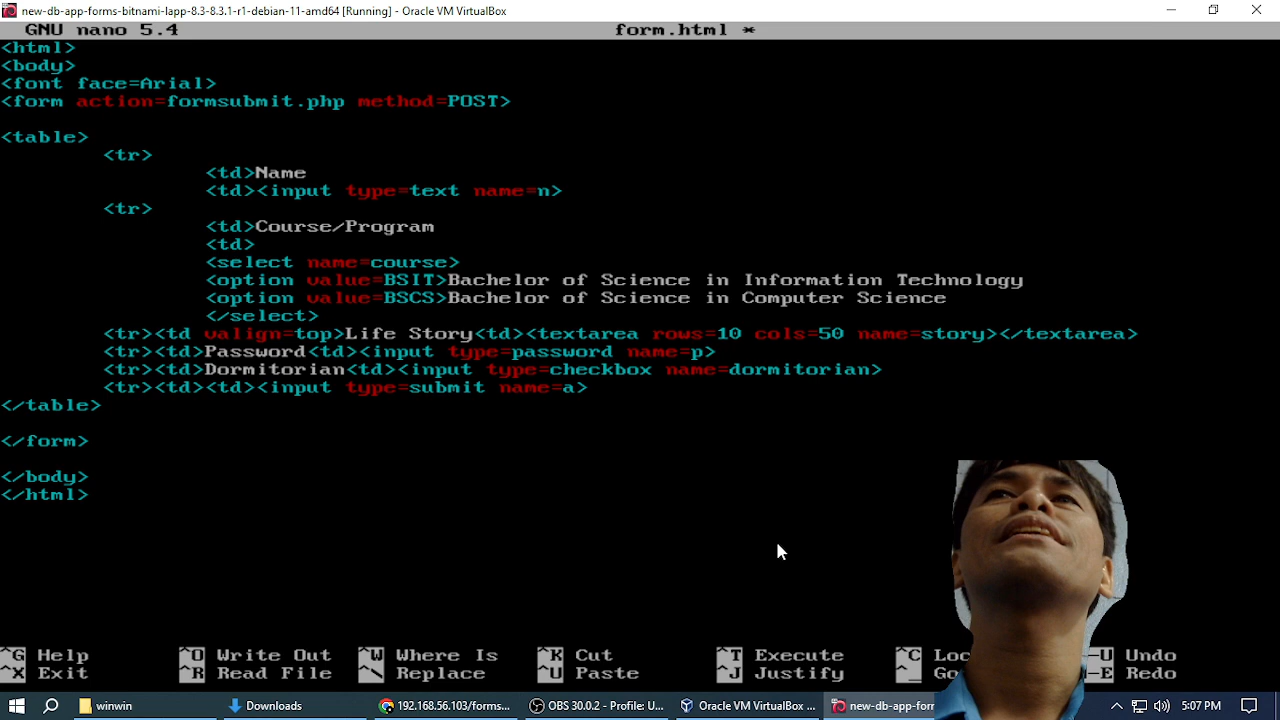 new-db-app-forms-bitnami-lapp-8.3-8.3.1-r1-debian-11-amd64 [Running] - Oracle VM VirtualBox
GNU nano 5.4 form.html *
<html>
<body>
<font face=Arial>
<form action=formsubmit.php method=POST>
<table>
<tr>
<td>Name
<td><input type=text name=n>
<tr>
<td>Course/Program
<td>
<select name=course>
<option value=BSIT>Bachelor of Science in Information Technology
<option value=BSCS>Bachelor of Science in Computer Science
</select>
<tr><td valign=top>Life Story<td><textarea rows=10 cols=50 name=story></textarea>
<tr><td>Password<td><input type=password name=p>
<tr><td>Dormitorian<td><input type=checkbox name=dormitorian>
<tr><td><td><input type=submit name=a>
</table>
</form>
</body>
</html>
^G Help ^O Write Out ^W Where Is ^K Cut ^T Execute ^C Loc -U Undo
^X Exit ^R Read File ^\ Replace ^U Paste ^J Justify ^_ Go -E Redo
winwin Downloads 192.168.56.103/forms... OBS 30.0.2 - Profile: U... Oracle VM VirtualBox ... new-db-app-form 5:07 PM